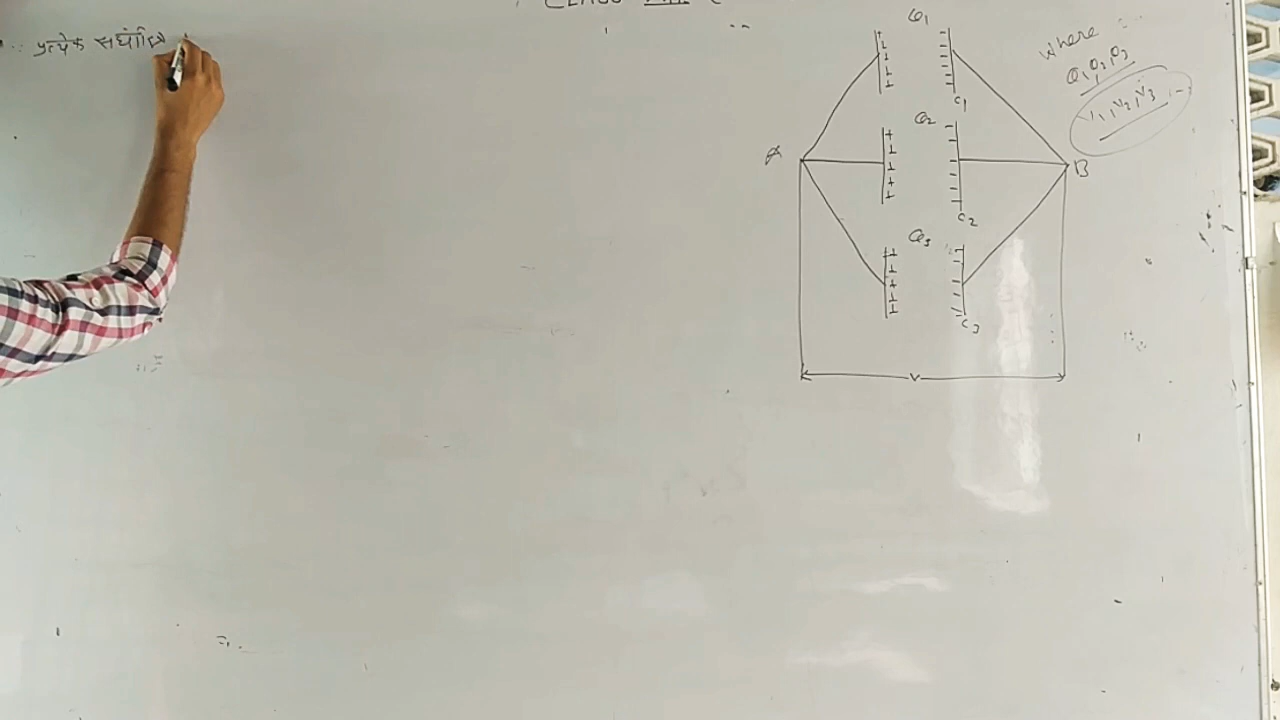 CLASS
∵ प्रत्येक संधारित्र
Q₁
where
Q₁,Q₂,Q₃
V₁,V₂,V₃
C₁
Q₂
A
B
C₂
Q₃
C₃
V